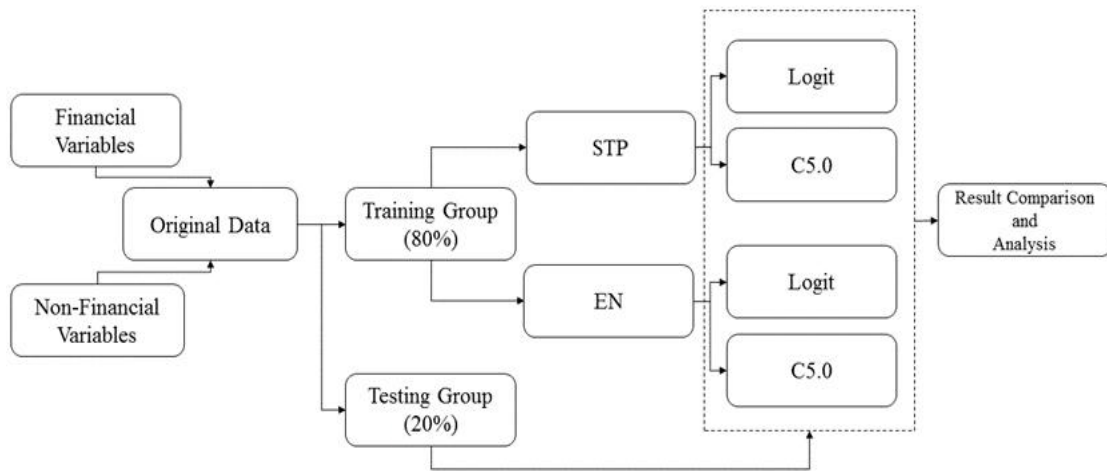 Financial
Variables
Non-Financial
Variables
Original Data
Training Group
(80%)
Testing Group
(20%)
STP
EN
Logit
C5.0
Logit
C5.0
Result Comparison
and
Analysis